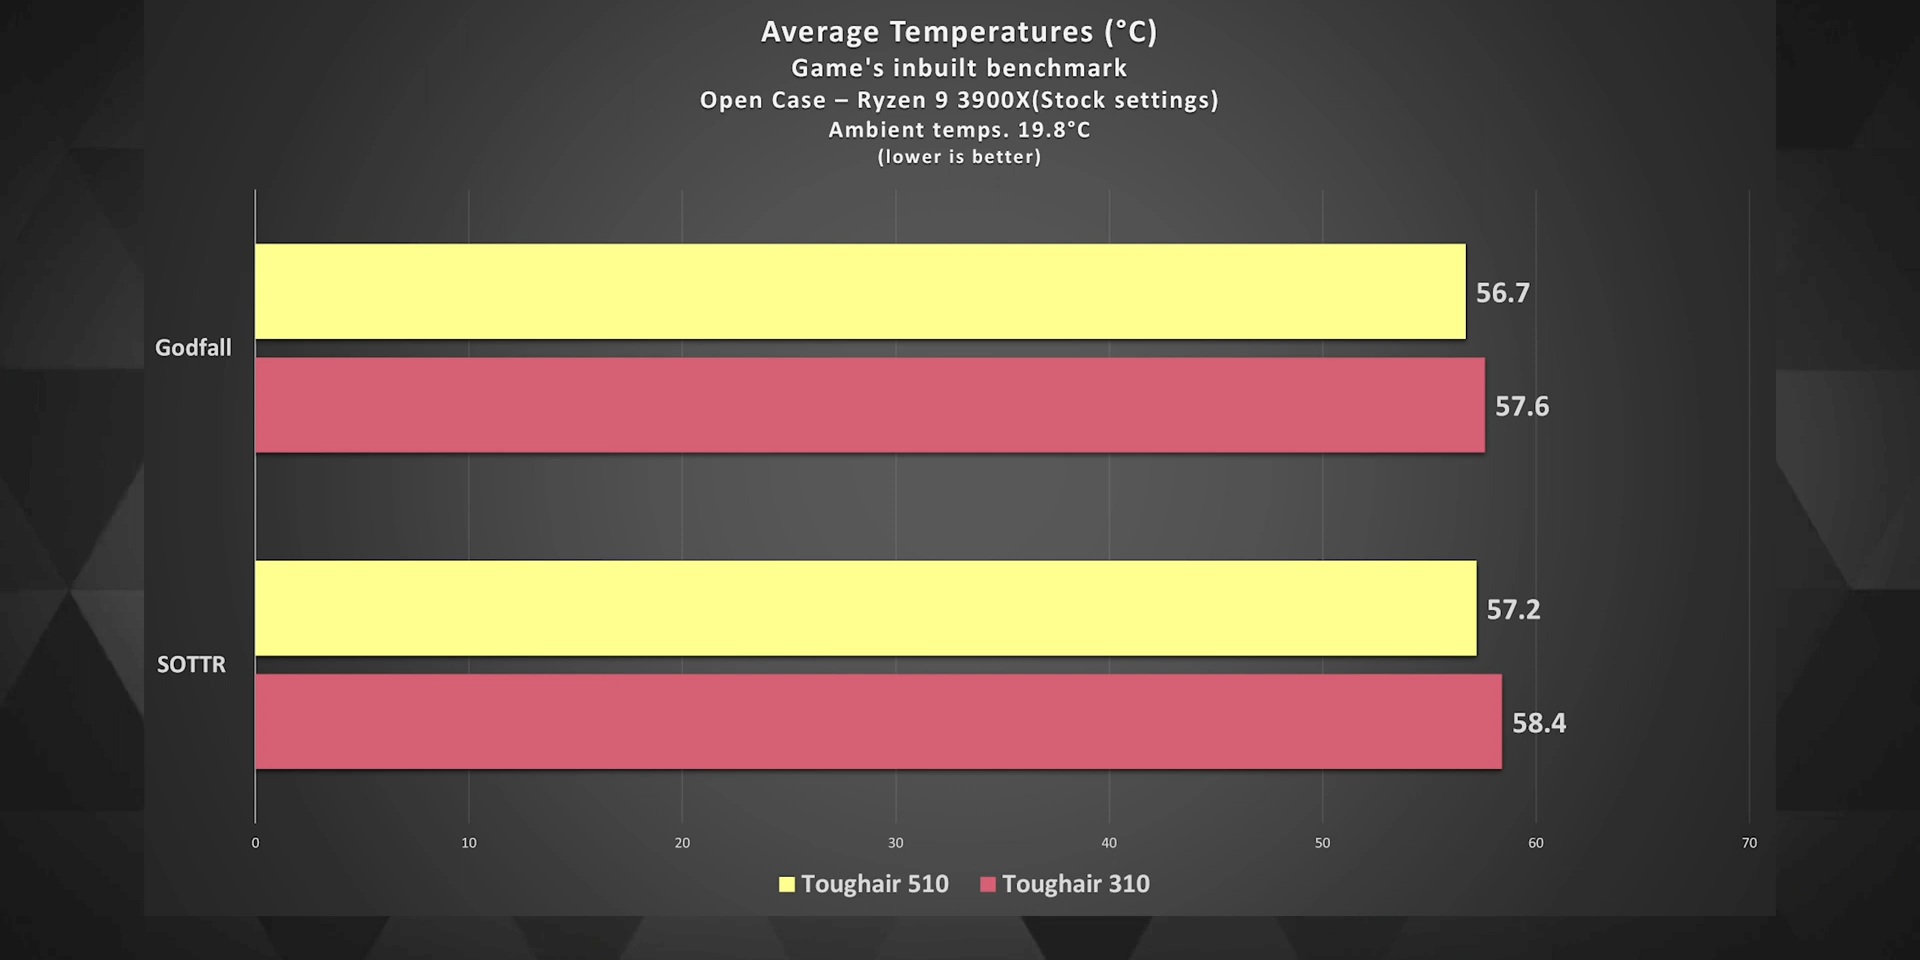 Average Temperatures (°C)
Game's inbuilt benchmark
Open Case – Ryzen 9 3900X(Stock settings)
Ambient temps. 19.8°C
(lower is better)
56.7
Godfall
57.6
57.2
SOTTR
58.4
0 10 20 30 40 50 60 70
Toughair 510 Toughair 310